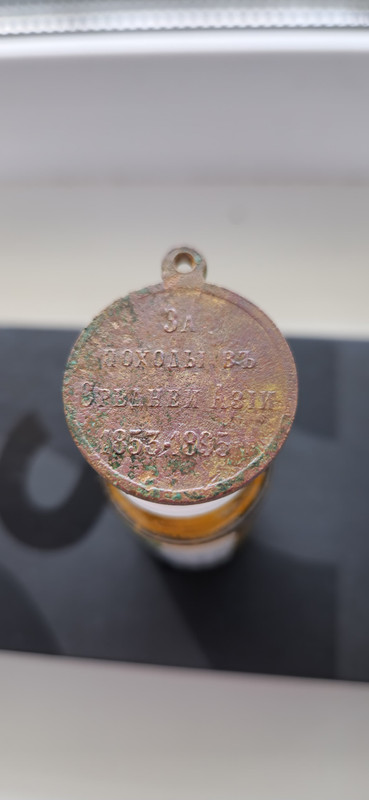 За
походы въ
Средней Азіи
1853-1895 г.г.